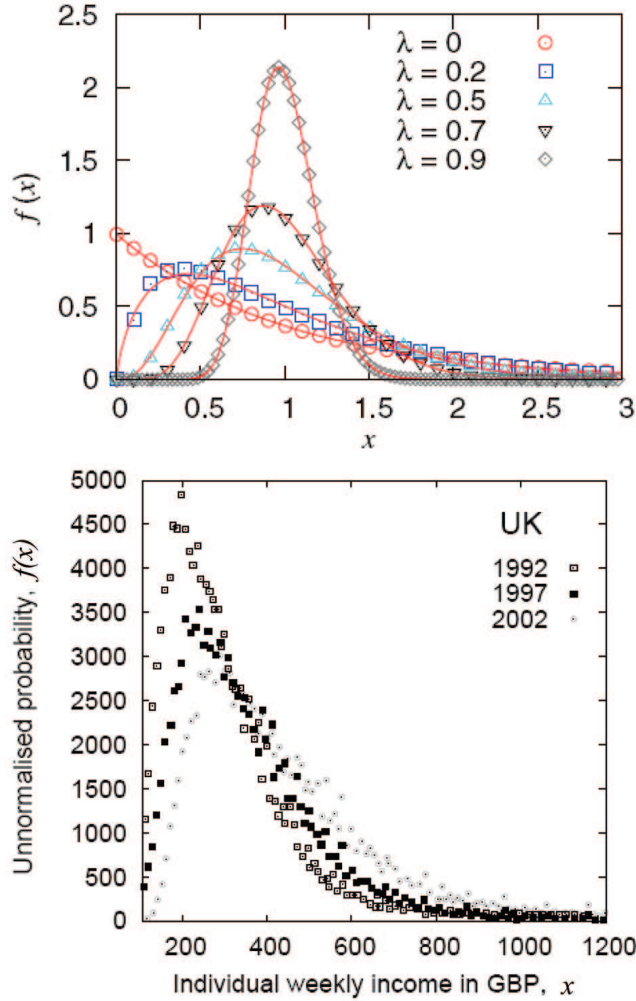 2.5
2
1.5
1
0.5
0
f (x)
λ = 0
λ = 0.2
λ = 0.5
λ = 0.7
λ = 0.9
0 0.5 1 1.5 2 2.5 3
x
5000
4500
4000
3500
3000
2500
2000
1500
1000
500
0
Unnormalised probability, f(x)
UK
1992
1997
2002
200 400 600 800 1000 1200
Individual weekly income in GBP, x